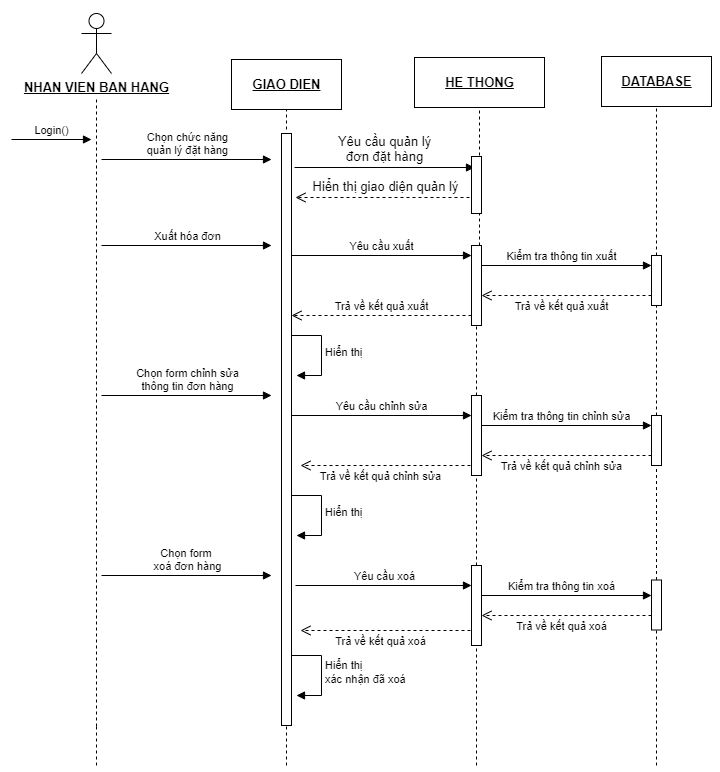 NHAN VIEN BAN HANG
GIAO DIEN
HE THONG
DATABASE
Login()
Chọn chức năng
quản lý đặt hàng
Yêu cầu quản lý
đơn đặt hàng
Hiển thị giao diện quản lý
Xuất hóa đơn
Yêu cầu xuất
Kiểm tra thông tin xuất
Trả về kết quả xuất
Trả về kết quả xuất
Hiển thị
Chọn form chỉnh sửa
thông tin đơn hàng
Yêu cầu chỉnh sửa
Kiểm tra thông tin chỉnh sửa
Trả về kết quả chỉnh sửa
Trả về kết quả chỉnh sửa
Hiển thị
Chọn form
xoá đơn hàng
Yêu cầu xoá
Kiểm tra thông tin xoá
Trả về kết quả xoá
Trả về kết quả xoá
Hiển thị
xác nhận đã xoá